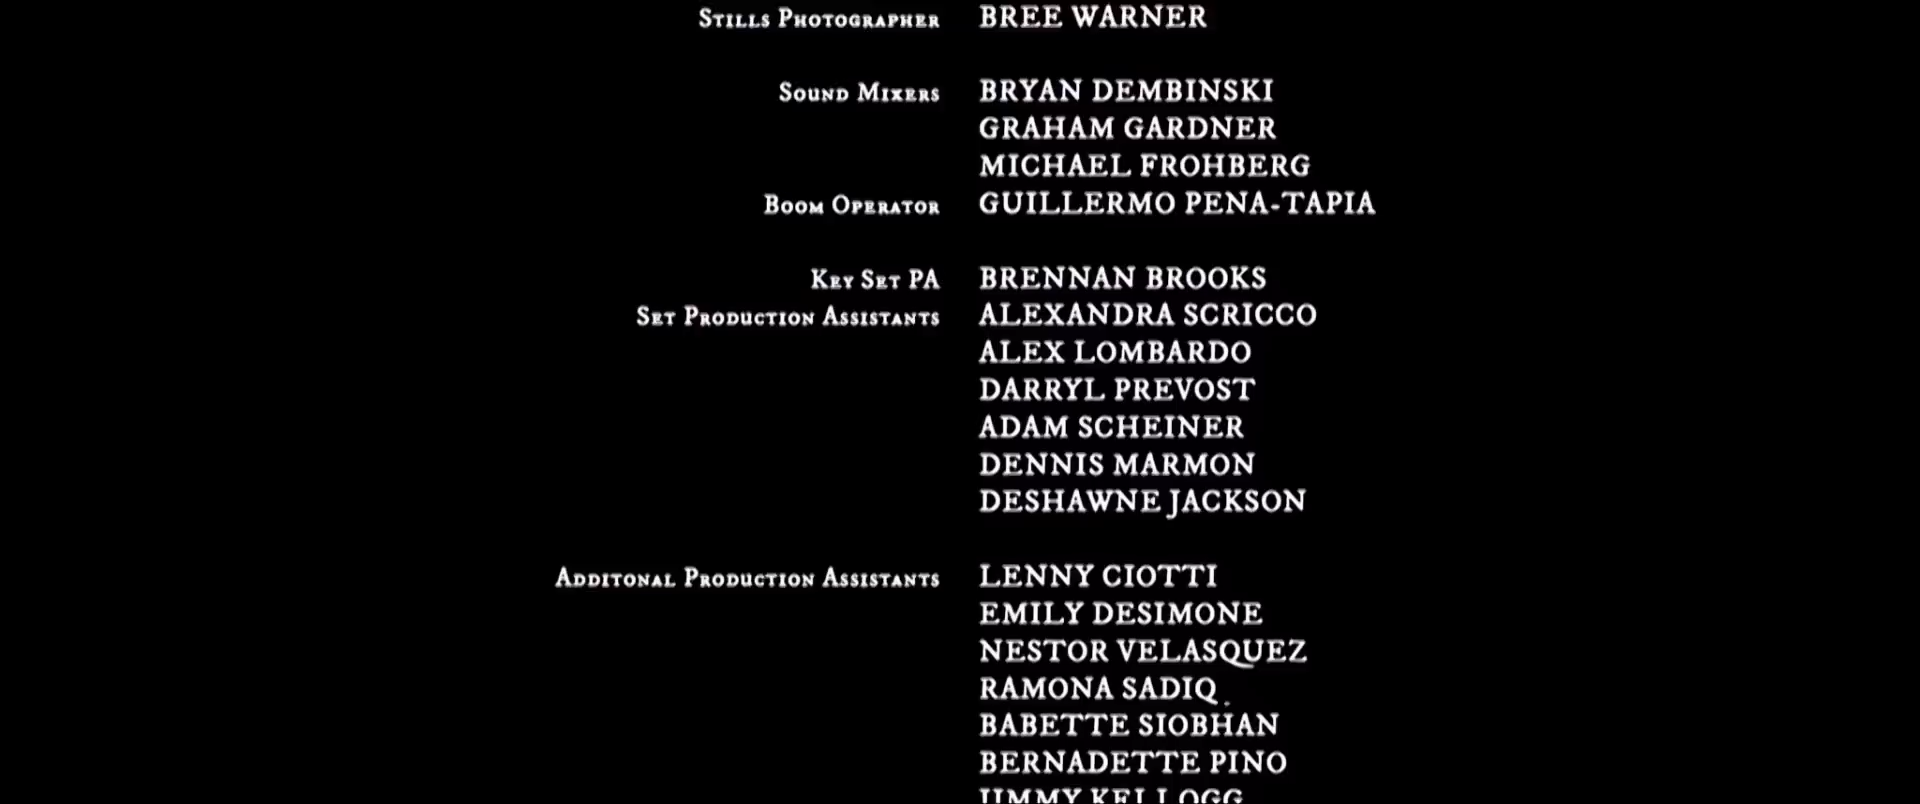 Stills Photographer BREE WARNER
Sound Mixers BRYAN DEMBINSKI
GRAHAM GARDNER
MICHAEL FROHBERG
Boom Operator GUILLERMO PENA-TAPIA
Key Set PA BRENNAN BROOKS
Set Production Assistants ALEXANDRA SCRICCO
ALEX LOMBARDO
DARRYL PREVOST
ADAM SCHEINER
DENNIS MARMON
DESHAWNE JACKSON
Additonal Production Assistants LENNY CIOTTI
EMILY DESIMONE
NESTOR VELASQUEZ
RAMONA SADIQ
BABETTE SIOBHAN
BERNADETTE PINO
JIMMY KELLOGG